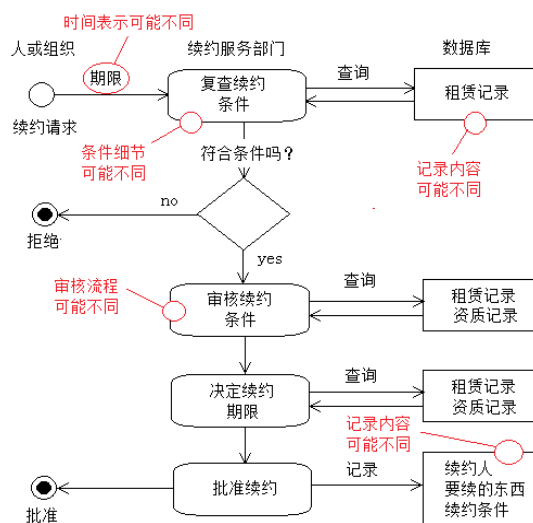 时间表示可能不同
人或组织
续约服务部门
数据库
期限
复查续约
条件
查询
租赁记录
续约请求
条件细节
可能不同
符合条件吗?
记录内容
可能不同
no
拒绝
yes
审核流程
可能不同
审核续约
条件
查询
租赁记录
资质记录
决定续约
期限
查询
租赁记录
资质记录
记录内容
可能不同
批准续约
记录
续约人
要续的东西
续约条件
批准